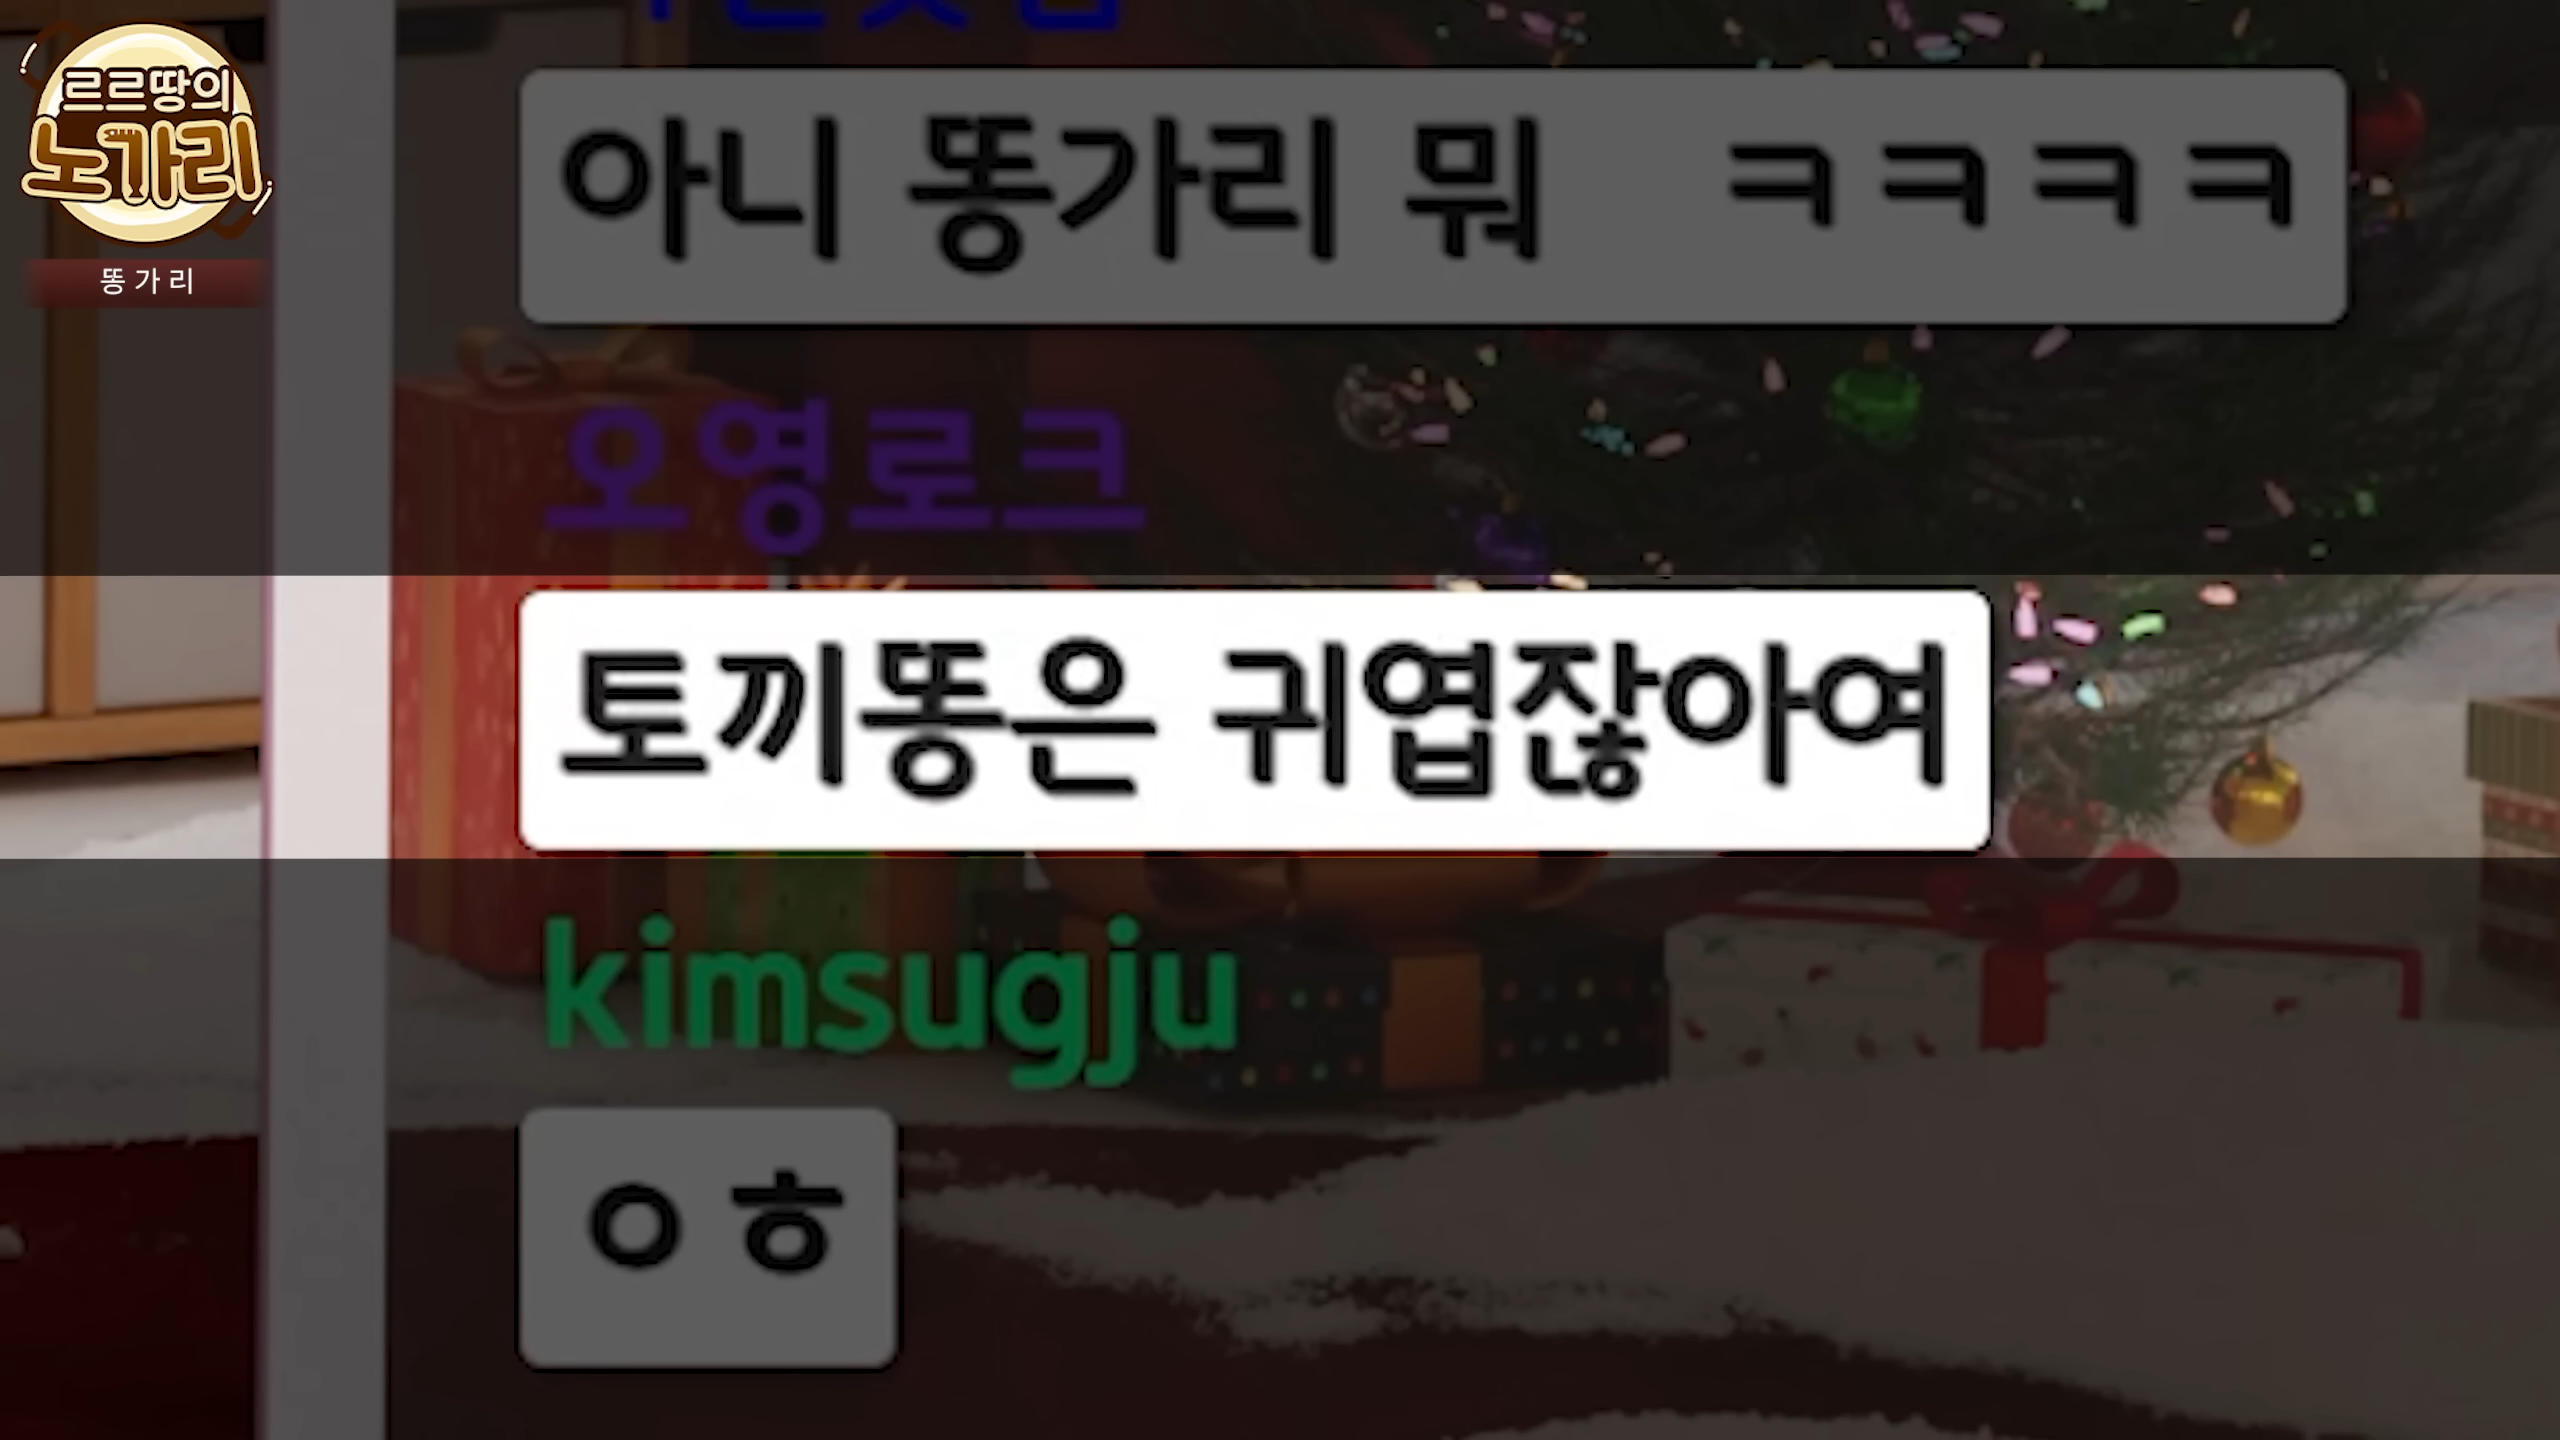 르르땅의
노가리
똥가리
아니 똥가리 뭐 ㅋㅋㅋㅋ
오영로크
토끼똥은 귀엽잖아여
kimsugju
ㅇㅎ